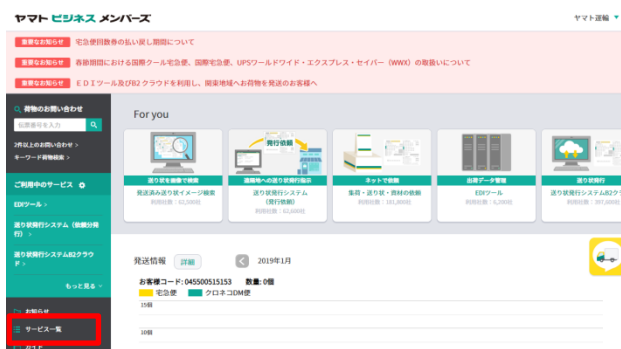 ヤマト ビジネス メンバーズ
ヤマト運輸 ▼
重要なお知らせ 宅急便回数券の払い戻し期間について
重要なお知らせ 春節期間における国際クール宅急便、国際宅急便、UPSワールドワイド・エクスプレス・セイバー（WWX）の取扱いについて
重要なお知らせ ＥＤＩツール及びB2クラウドを利用し、関東地域へお荷物を発送のお客様へ
荷物のお問い合わせ
伝票番号を入力
2件以上のお問い合わせ >
キーワード荷物検索 >
ご利用中のサービス
EDIツール >
送り状発行システム（依頼分発行） >
送り状発行システムB2クラウド >
もっと見る
お知らせ
サービス一覧
ガイド
For you
送り状を画像で検索
発送済み送り状イメージ検索
発行依頼
遠隔地への送り状発行指示
送り状発行システム
（発行依頼）
ネットで依頼
集荷・送り状・資材の依頼
出荷データ管理
EDIツール
送り状発行
送り状発行システムB2ク
発送情報 詳細 < 2019年1月
お客様コード: 045500515153 数量: 0個
宅急便 クロネコDM便
15個
10個